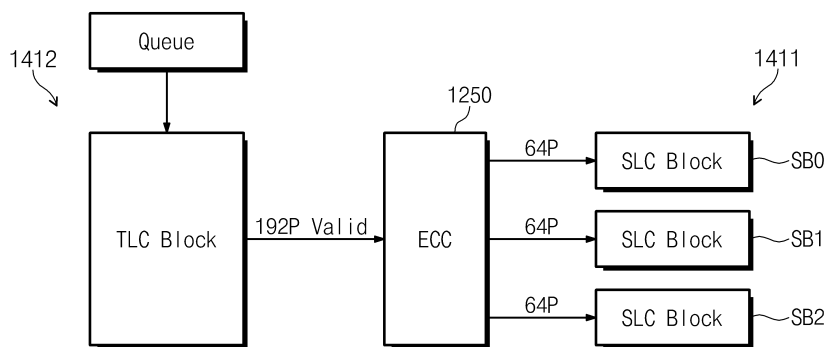 Queue
1412
1411
1250
64P
SLC Block
SB0
TLC Block
192P Valid
ECC
64P
SLC Block
SB1
64P
SLC Block
SB2